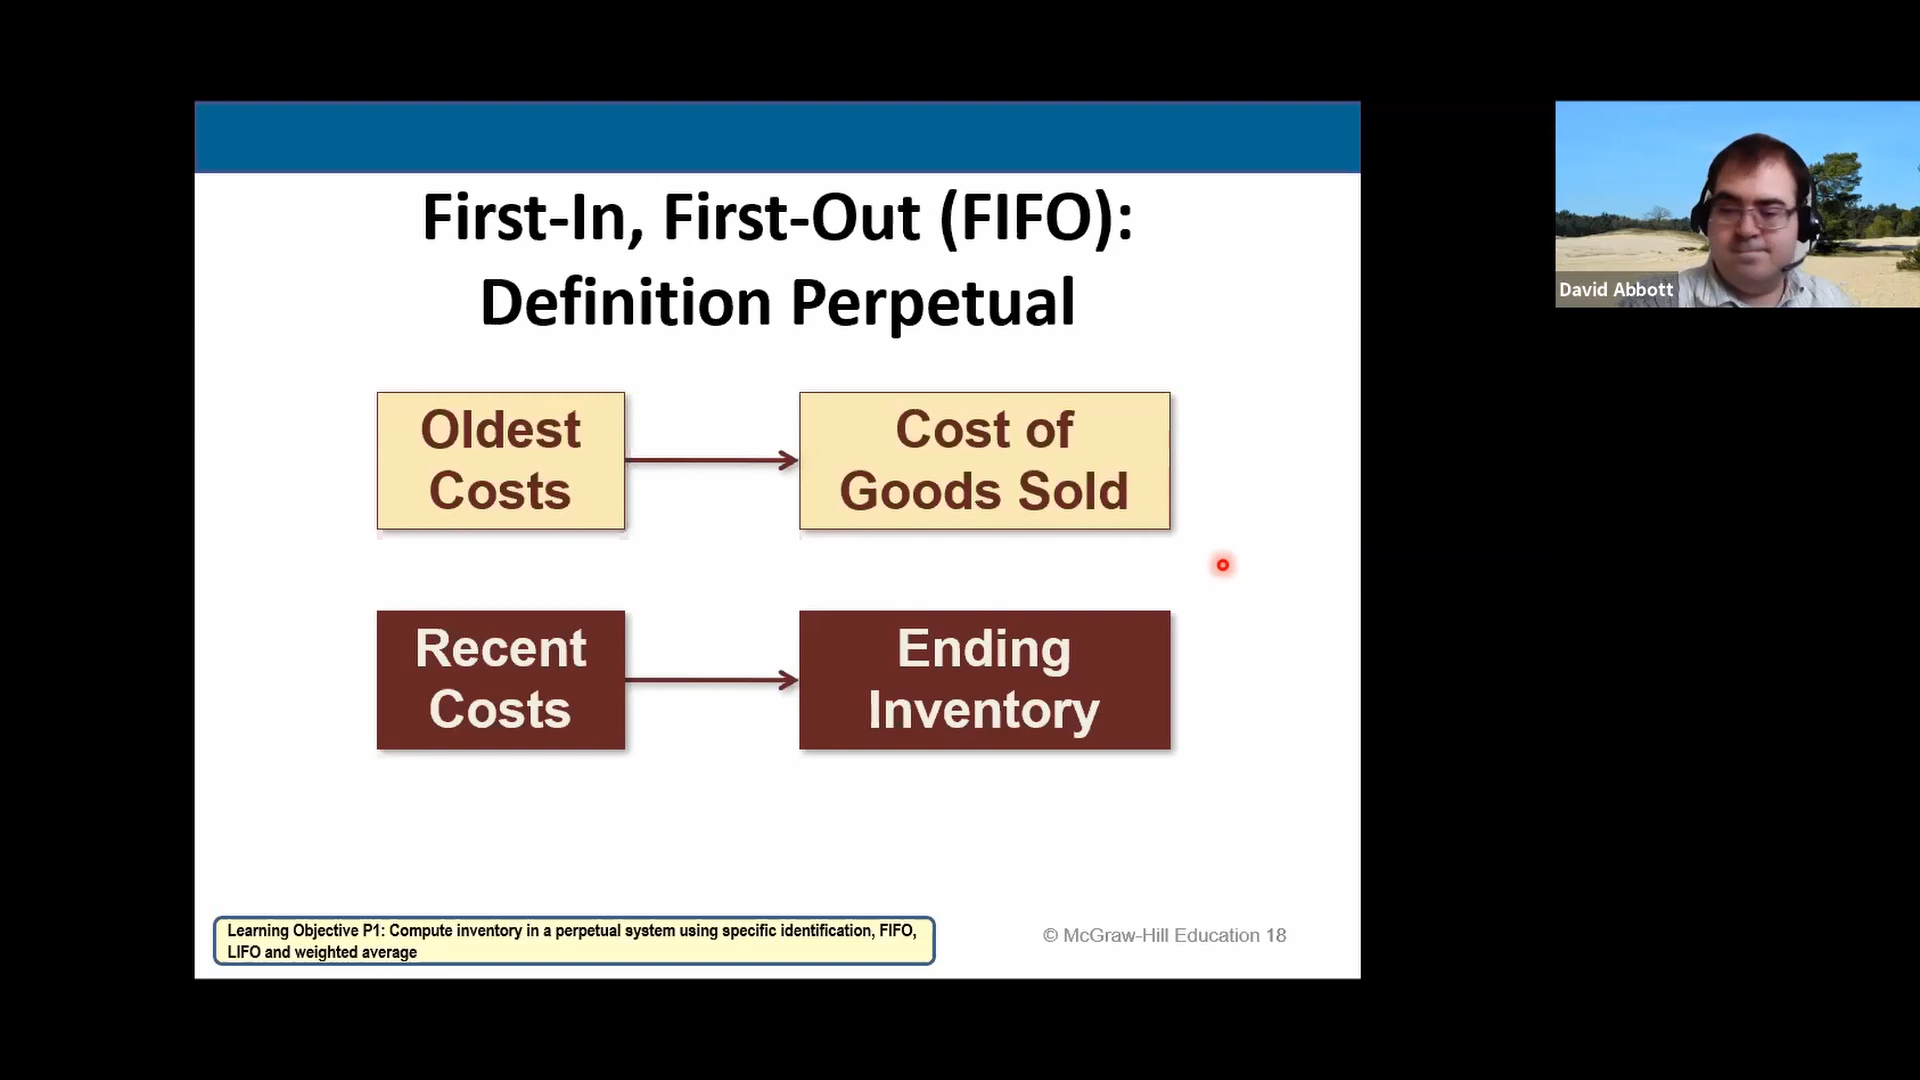 First-In, First-Out (FIFO):
Definition Perpetual
Oldest
Costs
Cost of
Goods Sold
Recent
Costs
Ending
Inventory
Learning Objective P1: Compute inventory in a perpetual system using specific identification, FIFO,
LIFO and weighted average
© McGraw-Hill Education 18
David Abbott